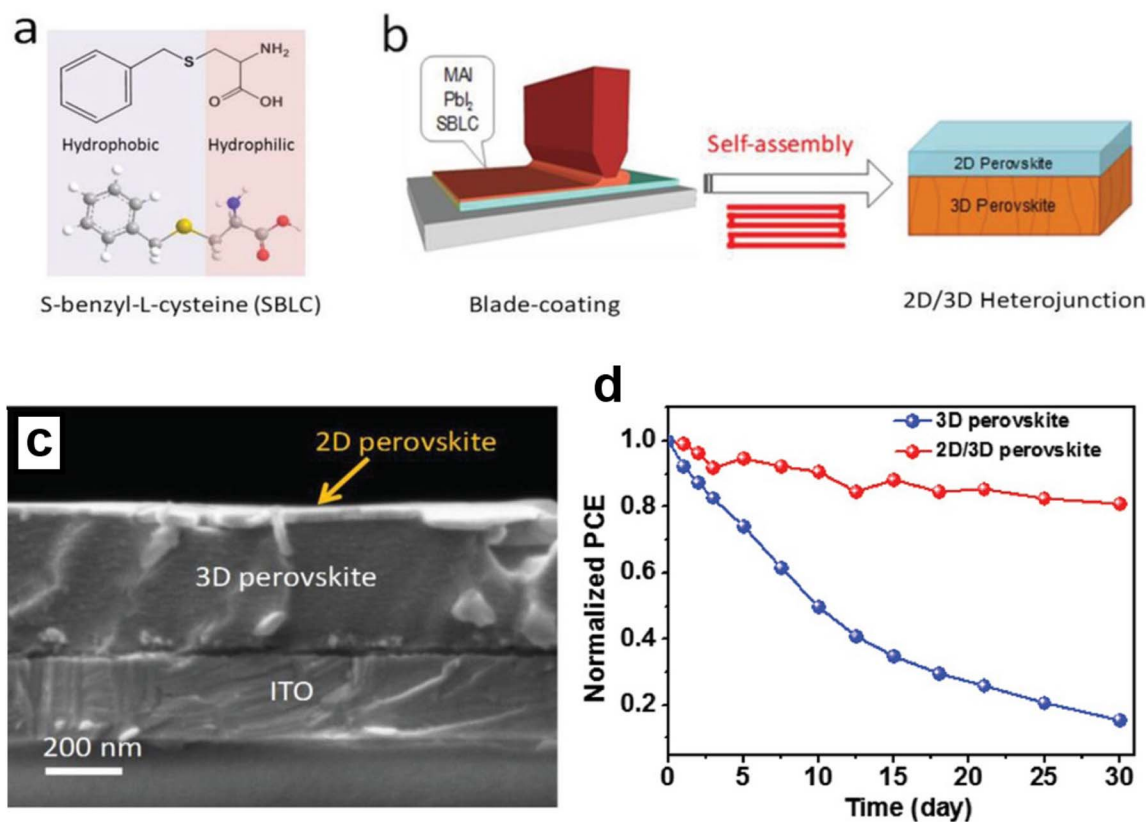 a
S
NH₂
O
OH
Hydrophobic
Hydrophilic
S-benzyl-L-cysteine (SBLC)
b
MAI
PbI₂
SBLC
Blade-coating
Self-assembly
2D Perovskite
3D Perovskite
2D/3D Heterojunction
c
2D perovskite
3D perovskite
ITO
200 nm
d
3D perovskite
2D/3D perovskite
Normalized PCE
1.0
0.8
0.6
0.4
0.2
0
5
10
15
20
25
30
Time (day)